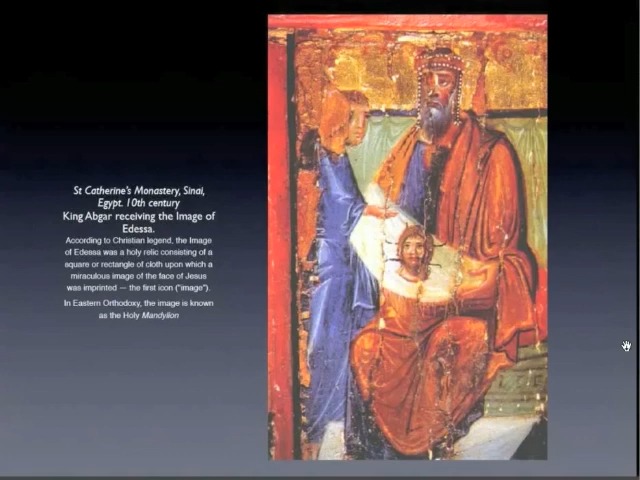 St Catherine's Monastery, Sinai,
Egypt. 10th century
King Abgar receiving the Image of
Edessa.
According to Christian legend, the Image
of Edessa was a holy relic consisting of a
square or rectangle of cloth upon which a
miraculous image of the face of Jesus
was imprinted — the first icon ("image").
In Eastern Orthodoxy, the image is known
as the Holy Mandylion